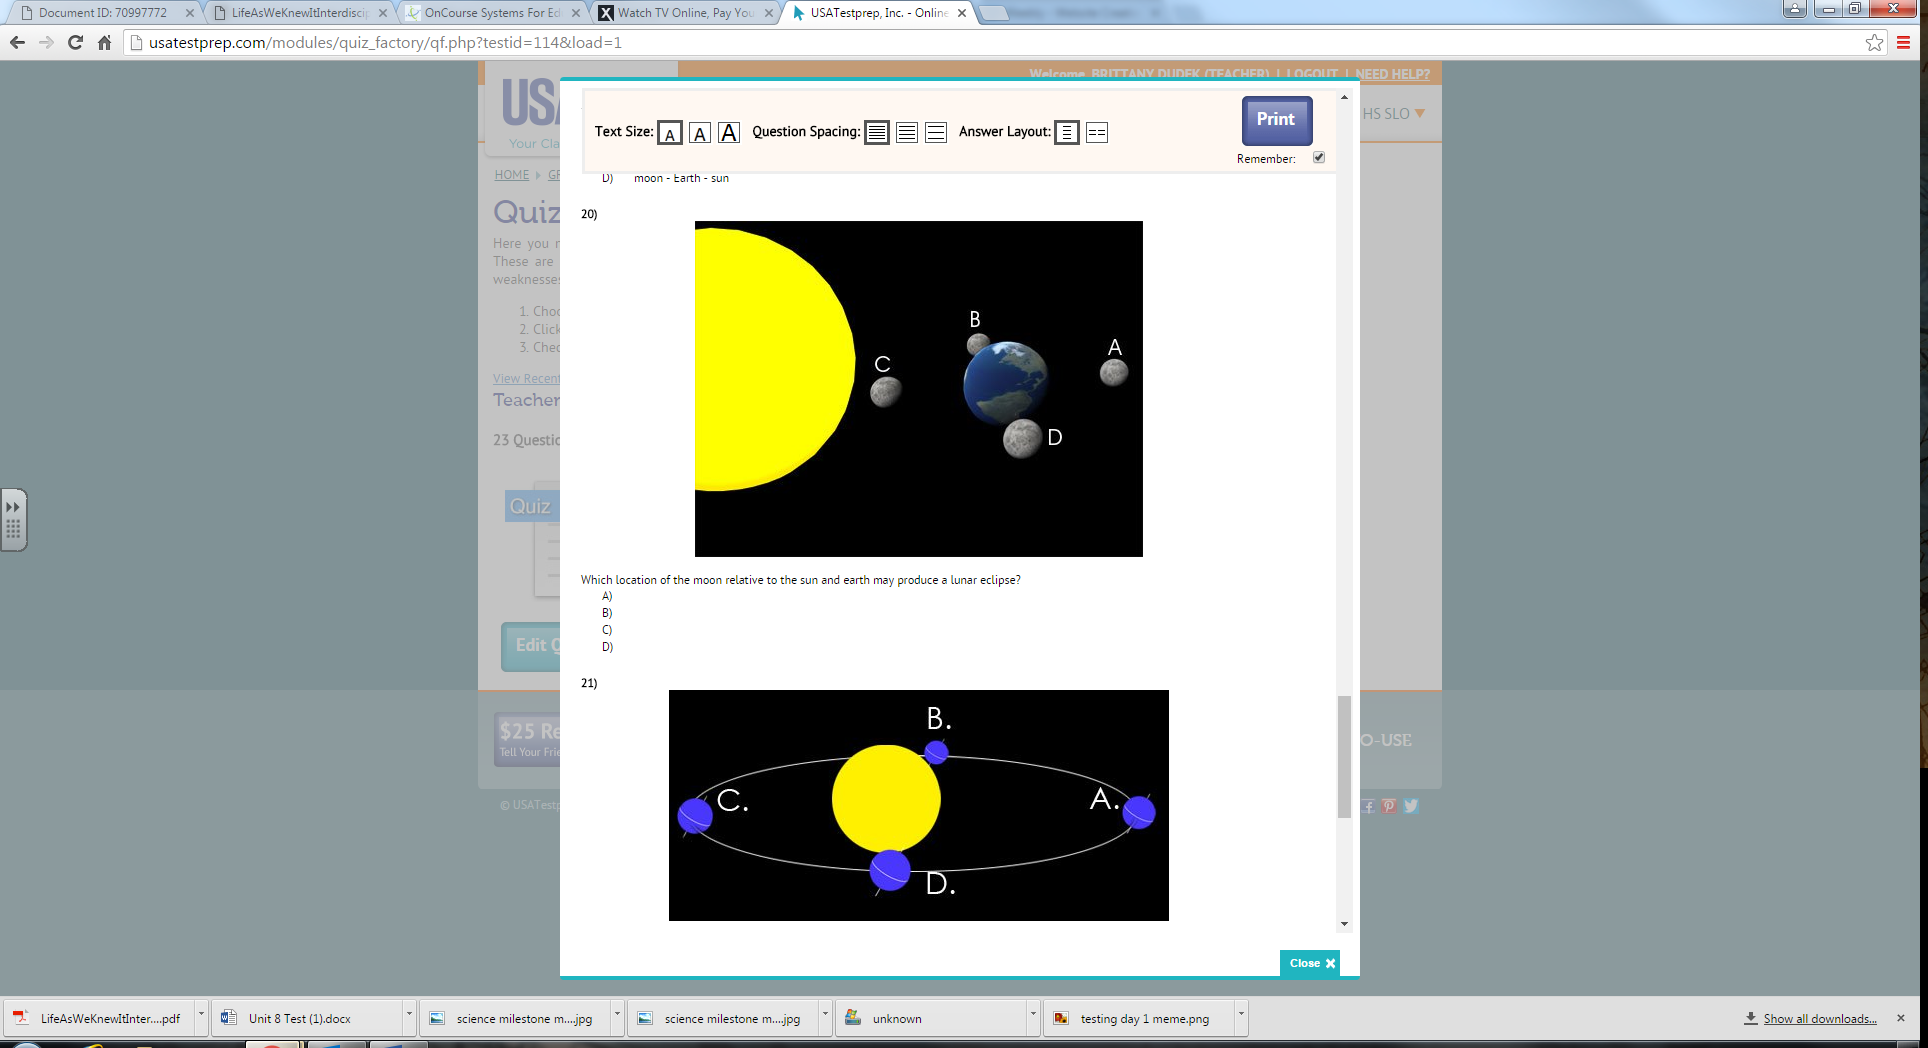 Document ID: 70997772
LifeAsWeKnewItInterdiscip
OnCourse Systems For Ed
Watch TV Online, Pay You
USATestprep, Inc. - Online
usatestprep.com/modules/quiz_factory/qf.php?testid=114&load=1
Welcome, BRITTANY DUDEK (TEACHER) | LOGOUT | NEED HELP?
USA
Your Cla
HS SLO
Text Size: A A A Question Spacing: Answer Layout:
Print
Remember:
HOME
D) moon - Earth - sun
Quiz
Here you
These are
weaknesses
1. Choo
2. Click
3. Chec
View Recent
Teacher
23 Questio
Quiz
Edit Q
20)
B
A
C
D
Which location of the moon relative to the sun and earth may produce a lunar eclipse?
A)
B)
C)
D)
21)
B.
C.
A.
D.
$25 Re
Tell Your Frie
O-USE
© USATestp
Close
LifeAsWeKnewItInter....pdf
Unit 8 Test (1).docx
science milestone m....jpg
science milestone m....jpg
unknown
testing day 1 meme.png
Show all downloads...